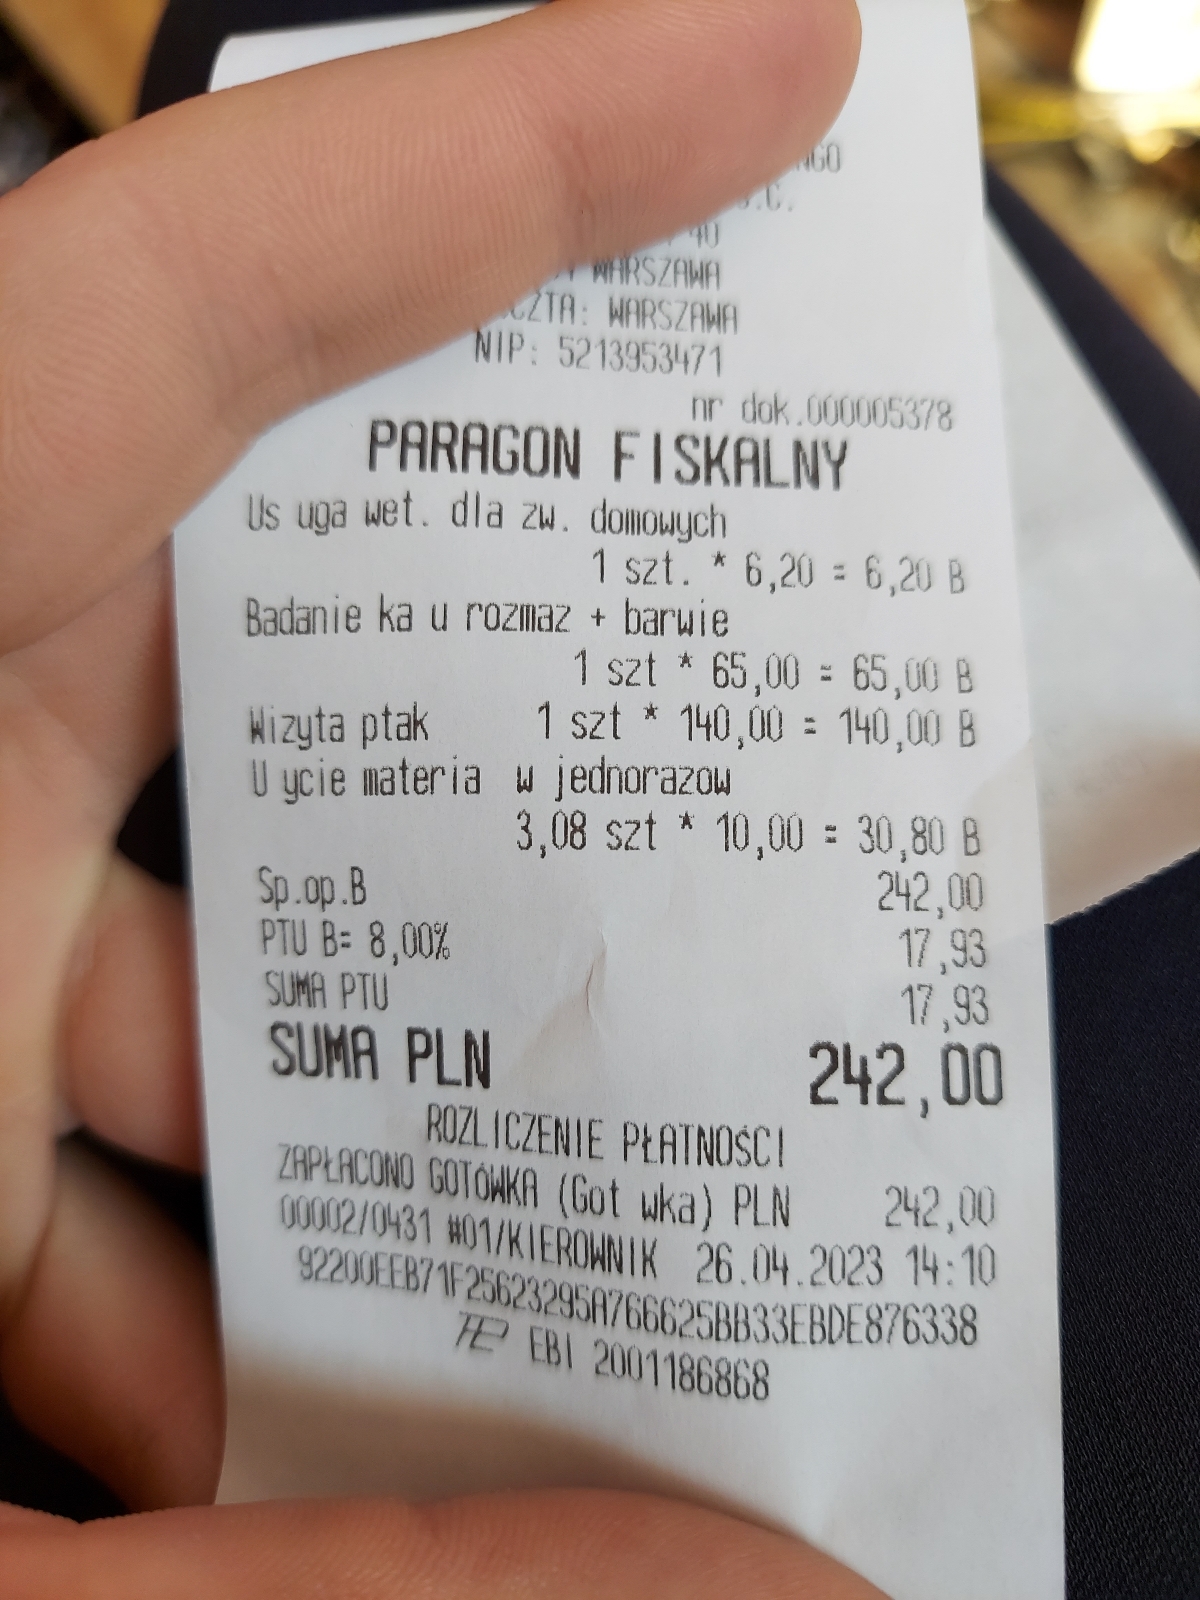 NGO
S.C.
40
WARSZAWA
CZTA: WARSZAWA
NIP: 5213953471
nr dok.000005378
PARAGON FISKALNY
Us uga wet. dla zw. domowych
1 szt. * 6,20 = 6,20 B
Badanie ka u rozmaz + barwie
1 szt * 65,00 = 65,00 B
Wizyta ptak 1 szt * 140,00 = 140,00 B
U ycie materia w jednorazow
3,08 szt * 10,00 = 30,80 B
Sp.op.B 242,00
PTU B= 8,00% 17,93
SUMA PTU 17,93
SUMA PLN 242,00
ROZLICZENIE PŁATNOŚCI
ZAPŁACONO GOTÓWKA (Got wka) PLN 242,00
00002/0431 #01/KIEROWNIK 26.04.2023 14:10
92200EEB71F25623295A766625BB33EBDE876338
EBI 2001186868